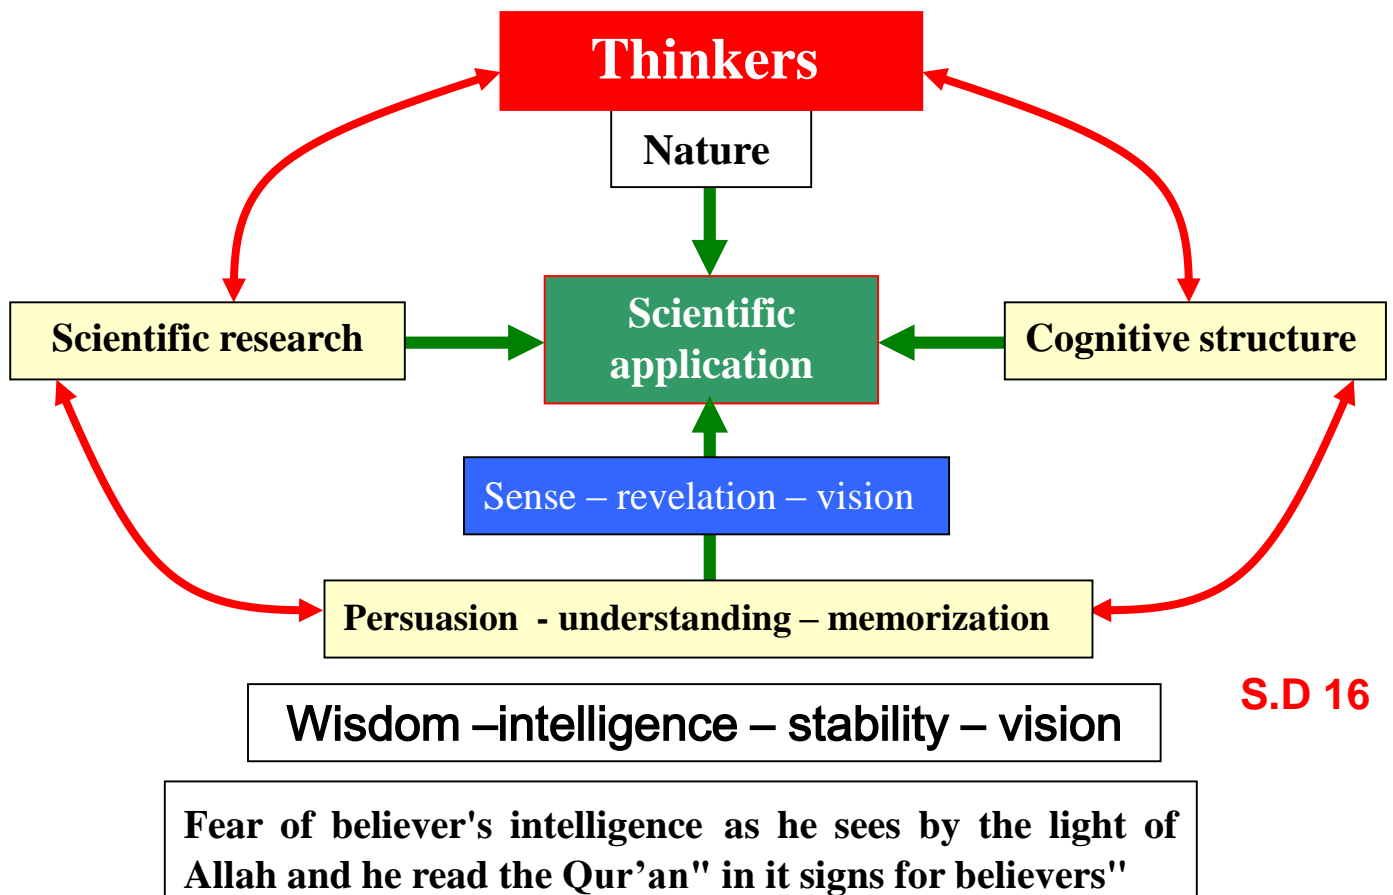 Thinkers
Nature
Scientific research
Scientific
application
Cognitive structure
Sense – revelation – vision
Persuasion - understanding – memorization
S.D 16
Wisdom –intelligence – stability – vision
Fear of believer's intelligence as he sees by the light of
Allah and he read the Qur’an" in it signs for believers"